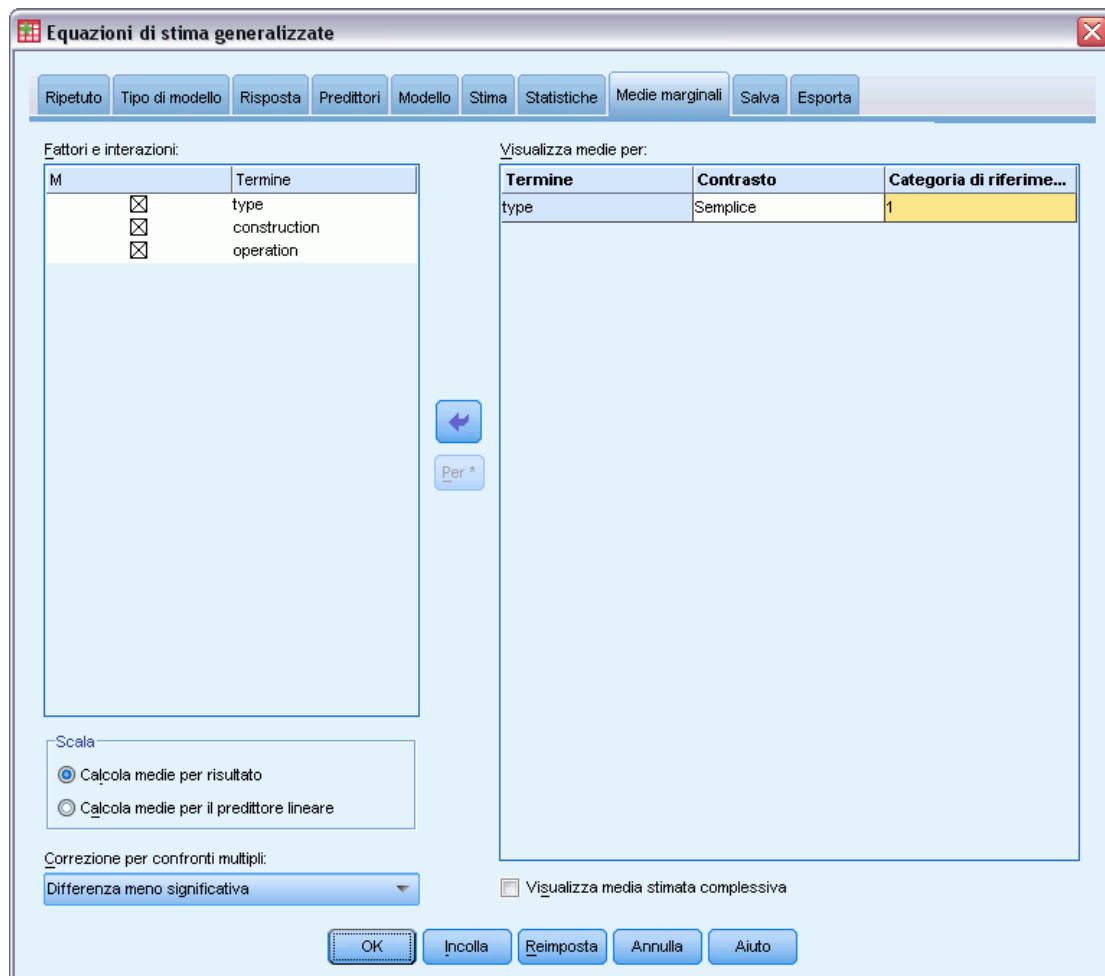 Equazioni di stima generalizzate
Ripetuto Tipo di modello Risposta Predittori Modello Stima Statistiche Medie marginali Salva Esporta
Fattori e interazioni:
M Termine
type
construction
operation
Visualizza medie per:
Termine Contrasto Categoria di riferime...
type Semplice 1
Per *
Scala
Calcola medie per risultato
Calcola medie per il predittore lineare
Correzione per confronti multipli:
Differenza meno significativa
Visualizza media stimata complessiva
OK Incolla Reimposta Annulla Aiuto